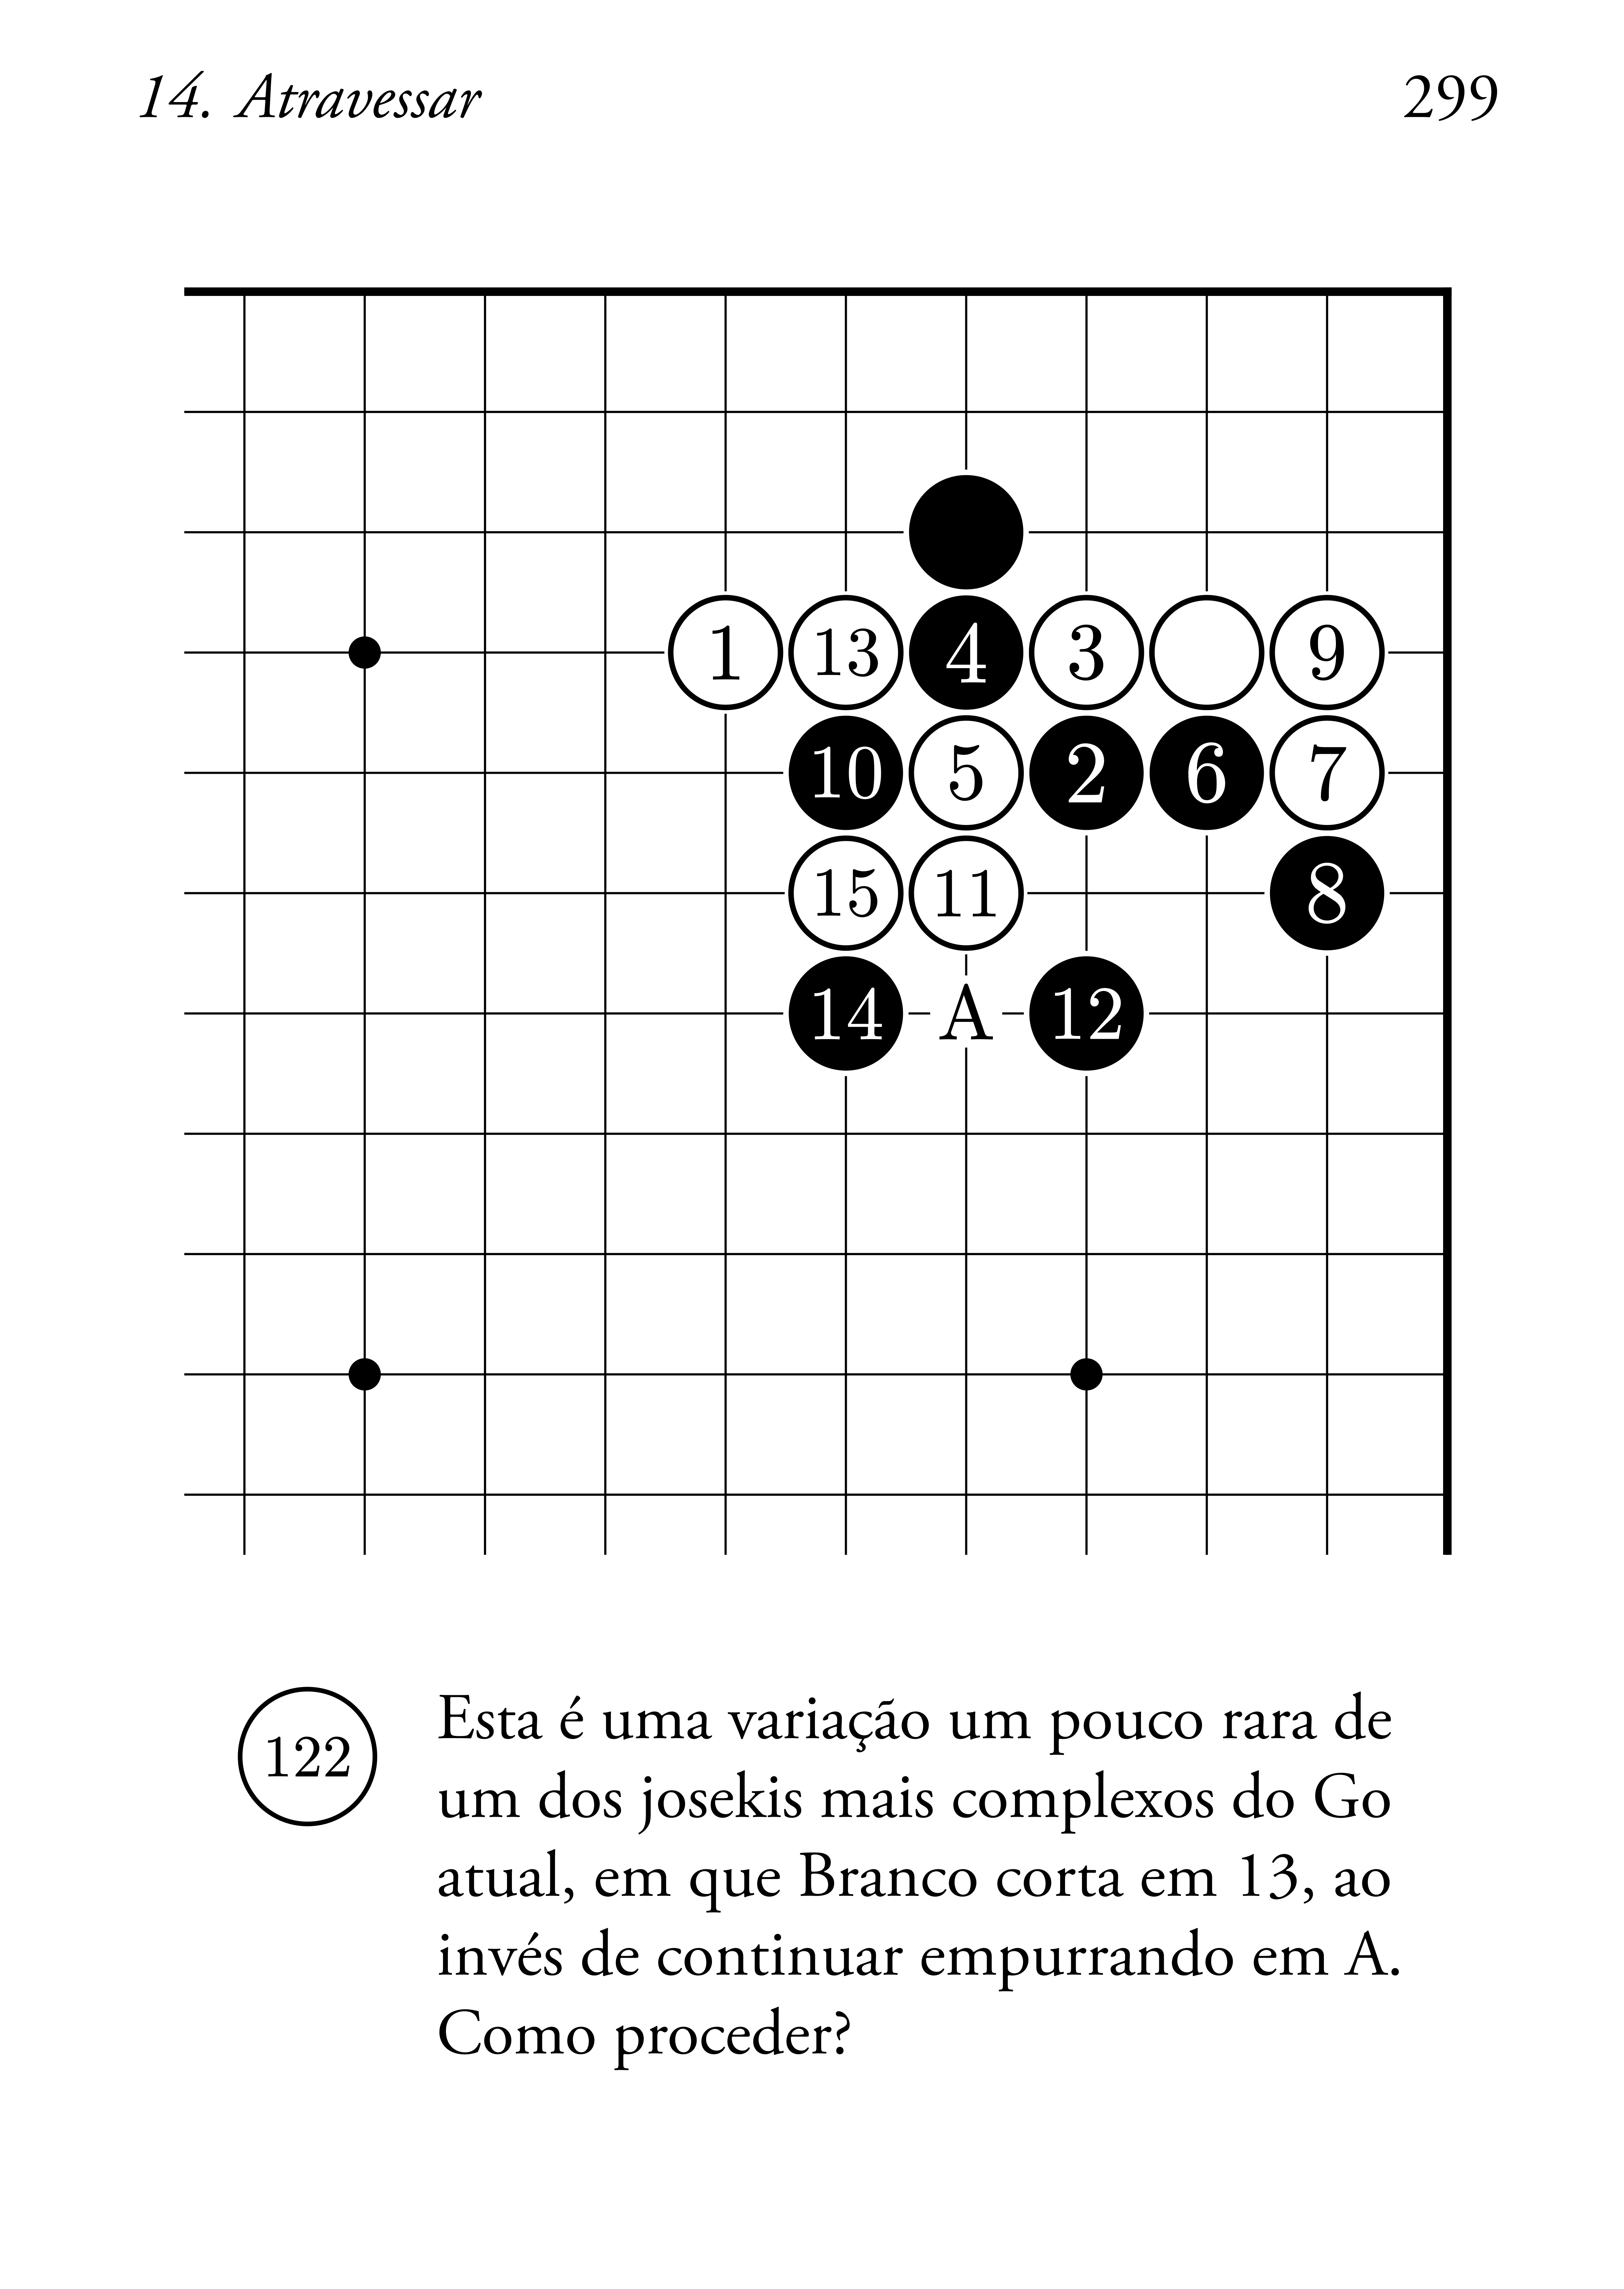 14. Atravessar 299
1 13 4 3 9
10 5 2 6 7
15 11 8
14 A 12
122
Esta é uma variação um pouco rara de
um dos josekis mais complexos do Go
atual, em que Branco corta em 13, ao
invés de continuar empurrando em A.
Como proceder?